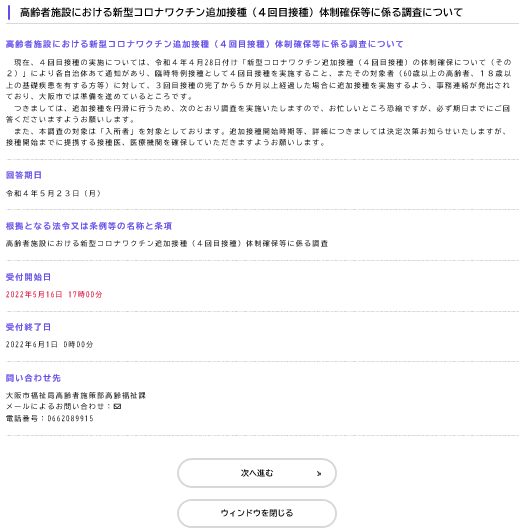 高齢者施設における新型コロナワクチン追加接種（４回目接種）体制確保等に係る調査について
高齢者施設における新型コロナワクチン追加接種（４回目接種）体制確保等に係る調査について
　現在、４回目接種の実施については、令和４年４月28日付け「新型コロナワクチン追加接種（４回目接種）の体制確保について（その
２）」により各自治体あて通知があり、臨時特例接種として４回目接種を実施すること、またその対象者（60歳以上の高齢者、１８歳以
上の基礎疾患を有する方等）に対して、３回目接種の完了から５か月以上経過した場合に追加接種を実施するよう、事務連絡が発出され
ており、大阪市では準備を進めているところです。
　つきましては、追加接種を円滑に行うため、次のとおり調査を実施いたしますので、お忙しいところ恐縮ですが、必ず期日までにご回
答くださいますようお願いします。
　また、本調査の対象は「入所者」を対象としております。追加接種開始時期等、詳細につきましては決定次第お知らせいたしますが、
接種開始までに提携する接種医、医療機関を確保していただきますようお願いします。
回答期日
令和４年５月２３日（月）
根拠となる法令又は条例等の名称と条項
高齢者施設における新型コロナワクチン追加接種（４回目接種）体制確保等に係る調査
受付開始日
2022年5月16日 17時00分
受付終了日
2022年6月1日 0時00分
問い合わせ先
大阪市福祉局高齢者施策部高齢福祉課
メールによるお問い合わせ：
電話番号：0662089915
次へ進む >
ウィンドウを閉じる